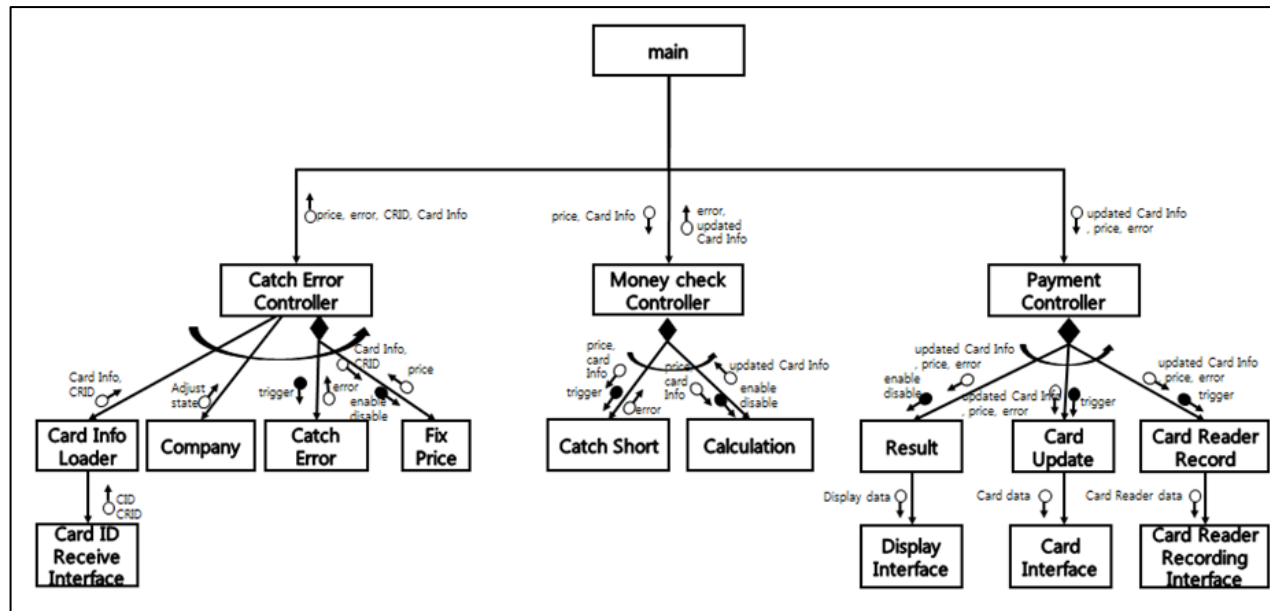 main
price, error, CRID, Card Info
price, Card Info
error,
updated
Card Info
updated Card Info
, price, error
Catch Error
Controller
Money check
Controller
Payment
Controller
Card Info,
CRID
Adjust
state
trigger
error
Card Info,
CRID
enable
disable
price
price,
card
Info
trigger
error
price,
card
Info
updated Card Info
enable
disable
updated Card Info
, price, error
enable
disable
updated Card Info
, price, error
trigger
updated Card Info
price, error
trigger
Card Info
Loader
Company
Catch
Error
Fix
Price
Catch Short
Calculation
Result
Card
Update
Card Reader
Record
CID
CRID
Display data
Card data
Card Reader data
Card ID
Receive
Interface
Display
Interface
Card
Interface
Card Reader
Recording
Interface